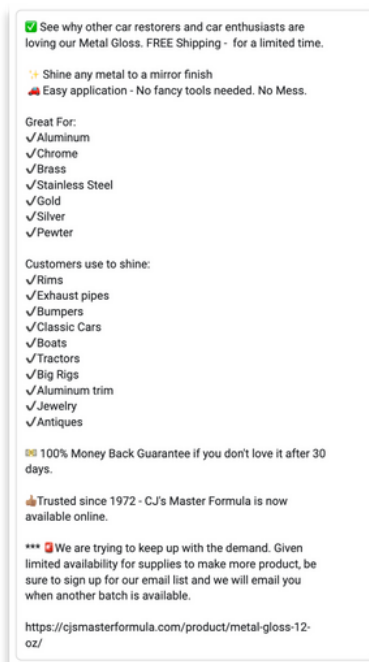 ✅ See why other car restorers and car enthusiasts are
loving our Metal Gloss. FREE Shipping -  for a limited time.
✨ Shine any metal to a mirror finish
🚗 Easy application - No fancy tools needed. No Mess.
Great For:
✓Aluminum
✓Chrome
✓Brass
✓Stainless Steel
✓Gold
✓Silver
✓Pewter
Customers use to shine:
✓Rims
✓Exhaust pipes
✓Bumpers
✓Classic Cars
✓Boats
✓Tractors
✓Big Rigs
✓Aluminum trim
✓Jewelry
✓Antiques
💵 100% Money Back Guarantee if you don't love it after 30
days.
👍🏽Trusted since 1972 - CJ's Master Formula is now
available online.
*** 🚨We are trying to keep up with the demand. Given
limited availability for supplies to make more product, be
sure to sign up for our email list and we will email you
when another batch is available.
https://cjsmasterformula.com/product/metal-gloss-12-
oz/